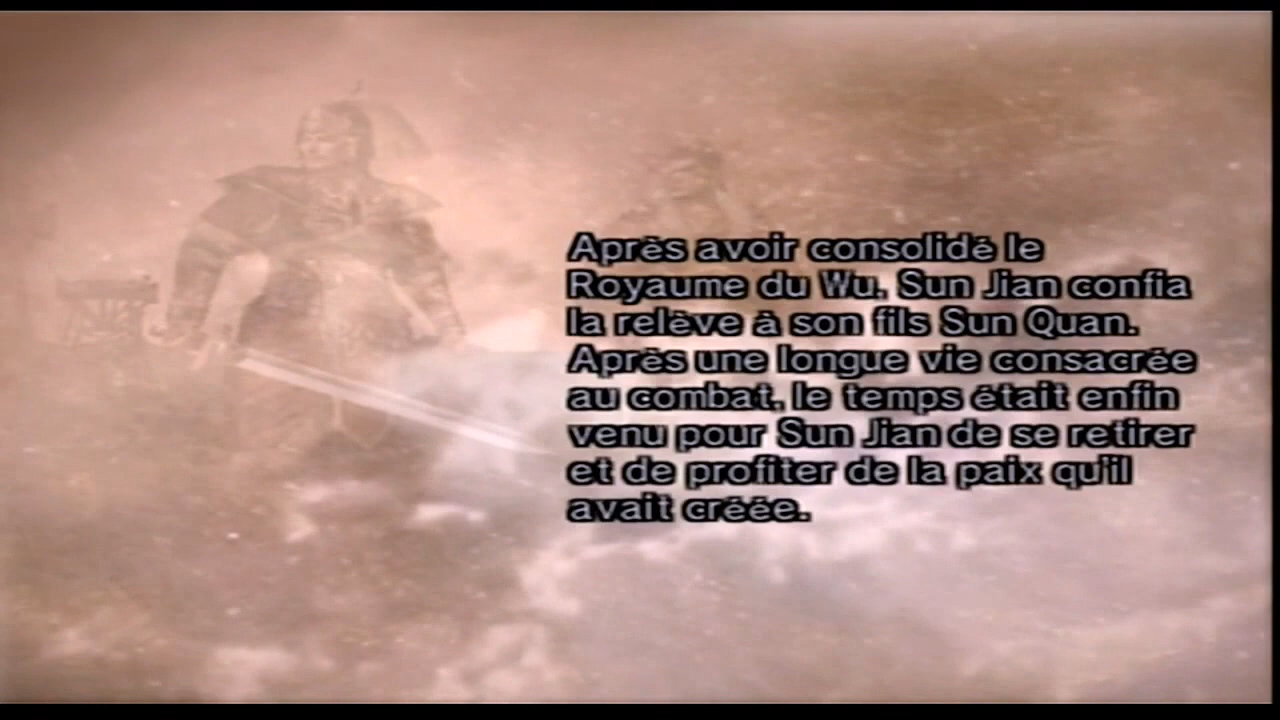 Après avoir consolidé le
Royaume du Wu, Sun Jian confia
la relève à son fils Sun Quan.
Après une longue vie consacrée
au combat, le temps était enfin
venu pour Sun Jian de se retirer
et de profiter de la paix qu'il
avait créée.